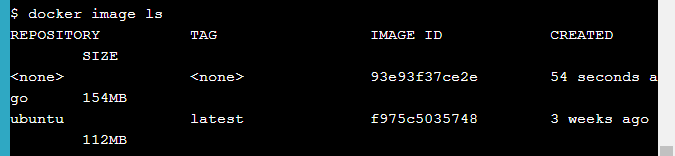 $ docker image ls
REPOSITORY TAG IMAGE ID CREATED
SIZE
<none> <none> 93e93f37ce2e 54 seconds a
go 154MB
ubuntu latest f975c5035748 3 weeks ago
112MB